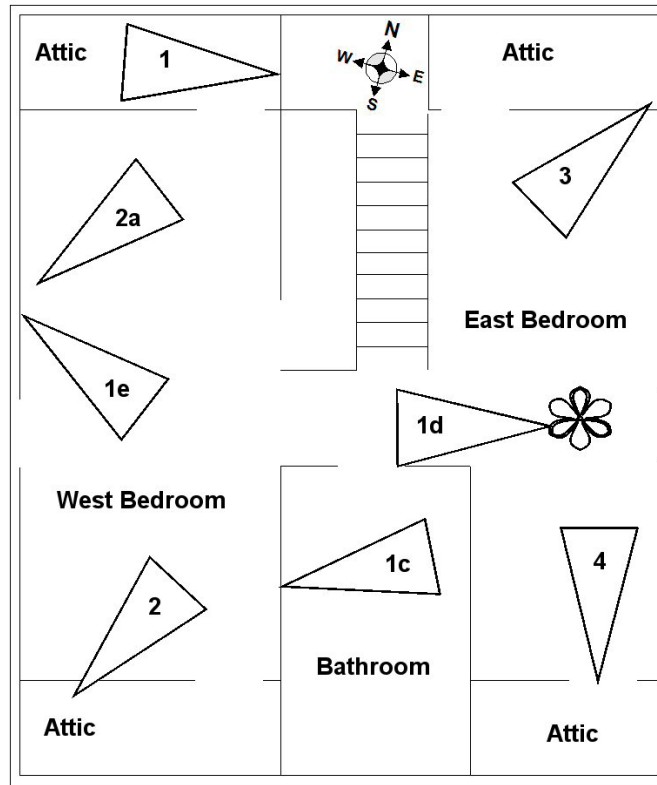 Attic
1
N
W
E
S
Attic
2a
3
East Bedroom
1e
1d
West Bedroom
1c
4
2
Bathroom
Attic
Attic